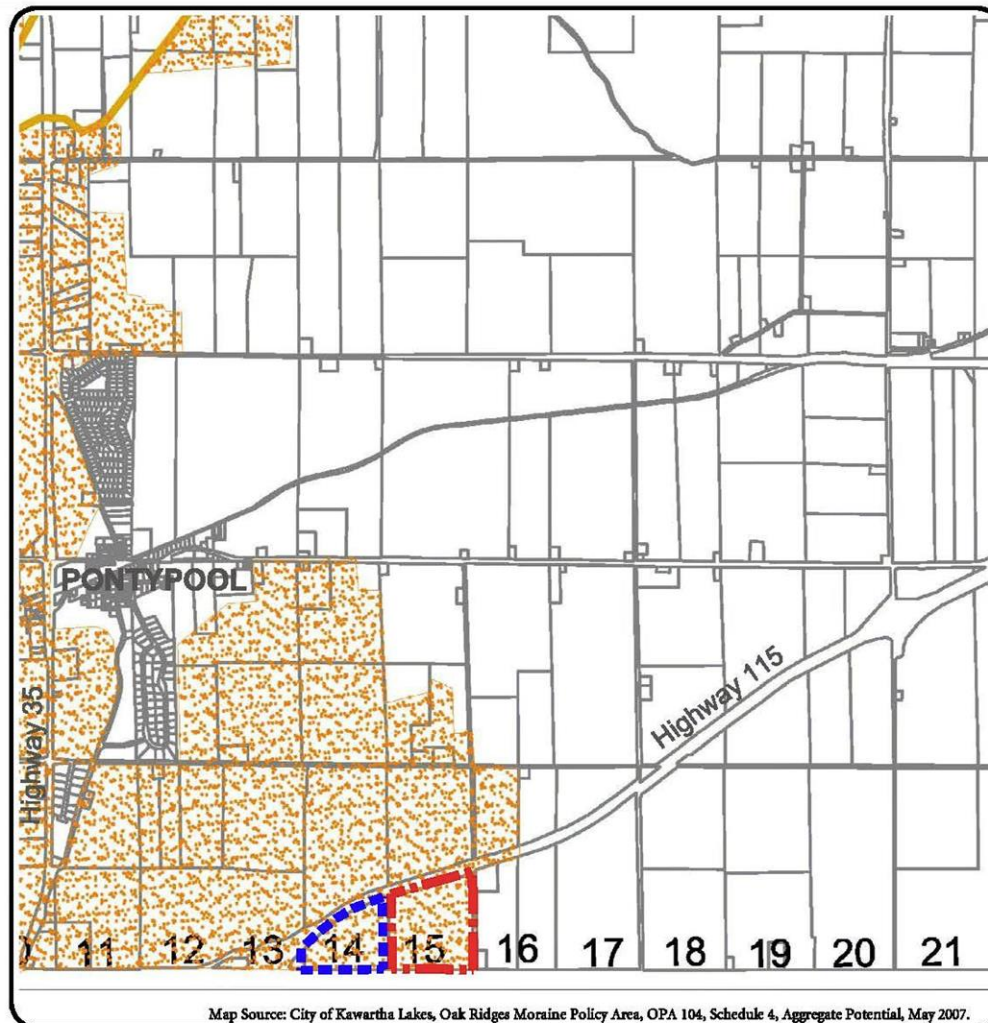 PONTYPOOL
Highway 35
Highway 115
11 12 13 14 15 16 17 18 19 20 21
Map Source: City of Kawartha Lakes, Oak Ridges Moraine Policy Area, OPA 104, Schedule 4, Aggregate Potential, May 2007.